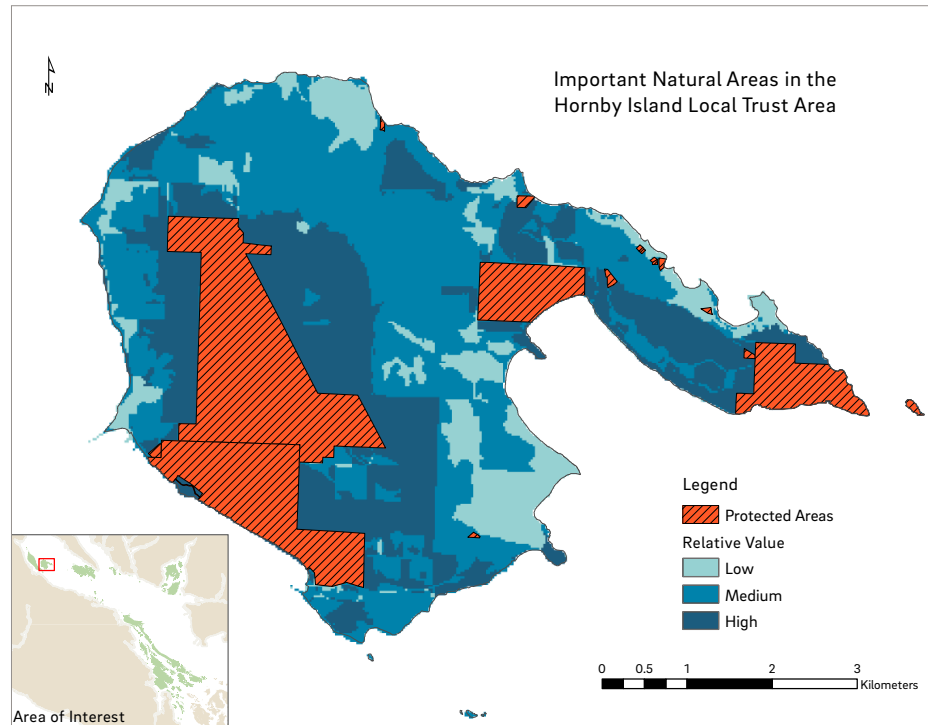 N
Important Natural Areas in the
Hornby Island Local Trust Area
Legend
Protected Areas
Relative Value
Low
Medium
High
0 0.5 1 2 3
Kilometers
Area of Interest